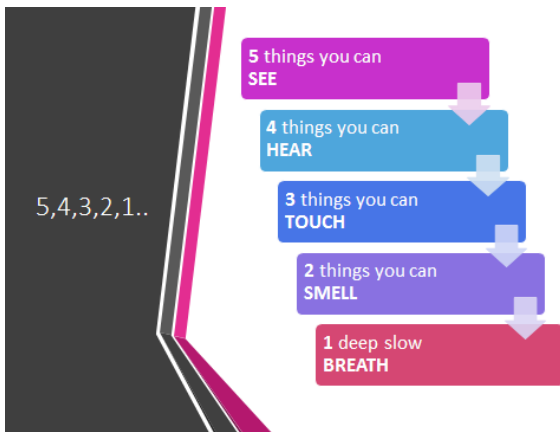 5,4,3,2,1..
5 things you can
SEE
4 things you can
HEAR
3 things you can
TOUCH
2 things you can
SMELL
1 deep slow
BREATH